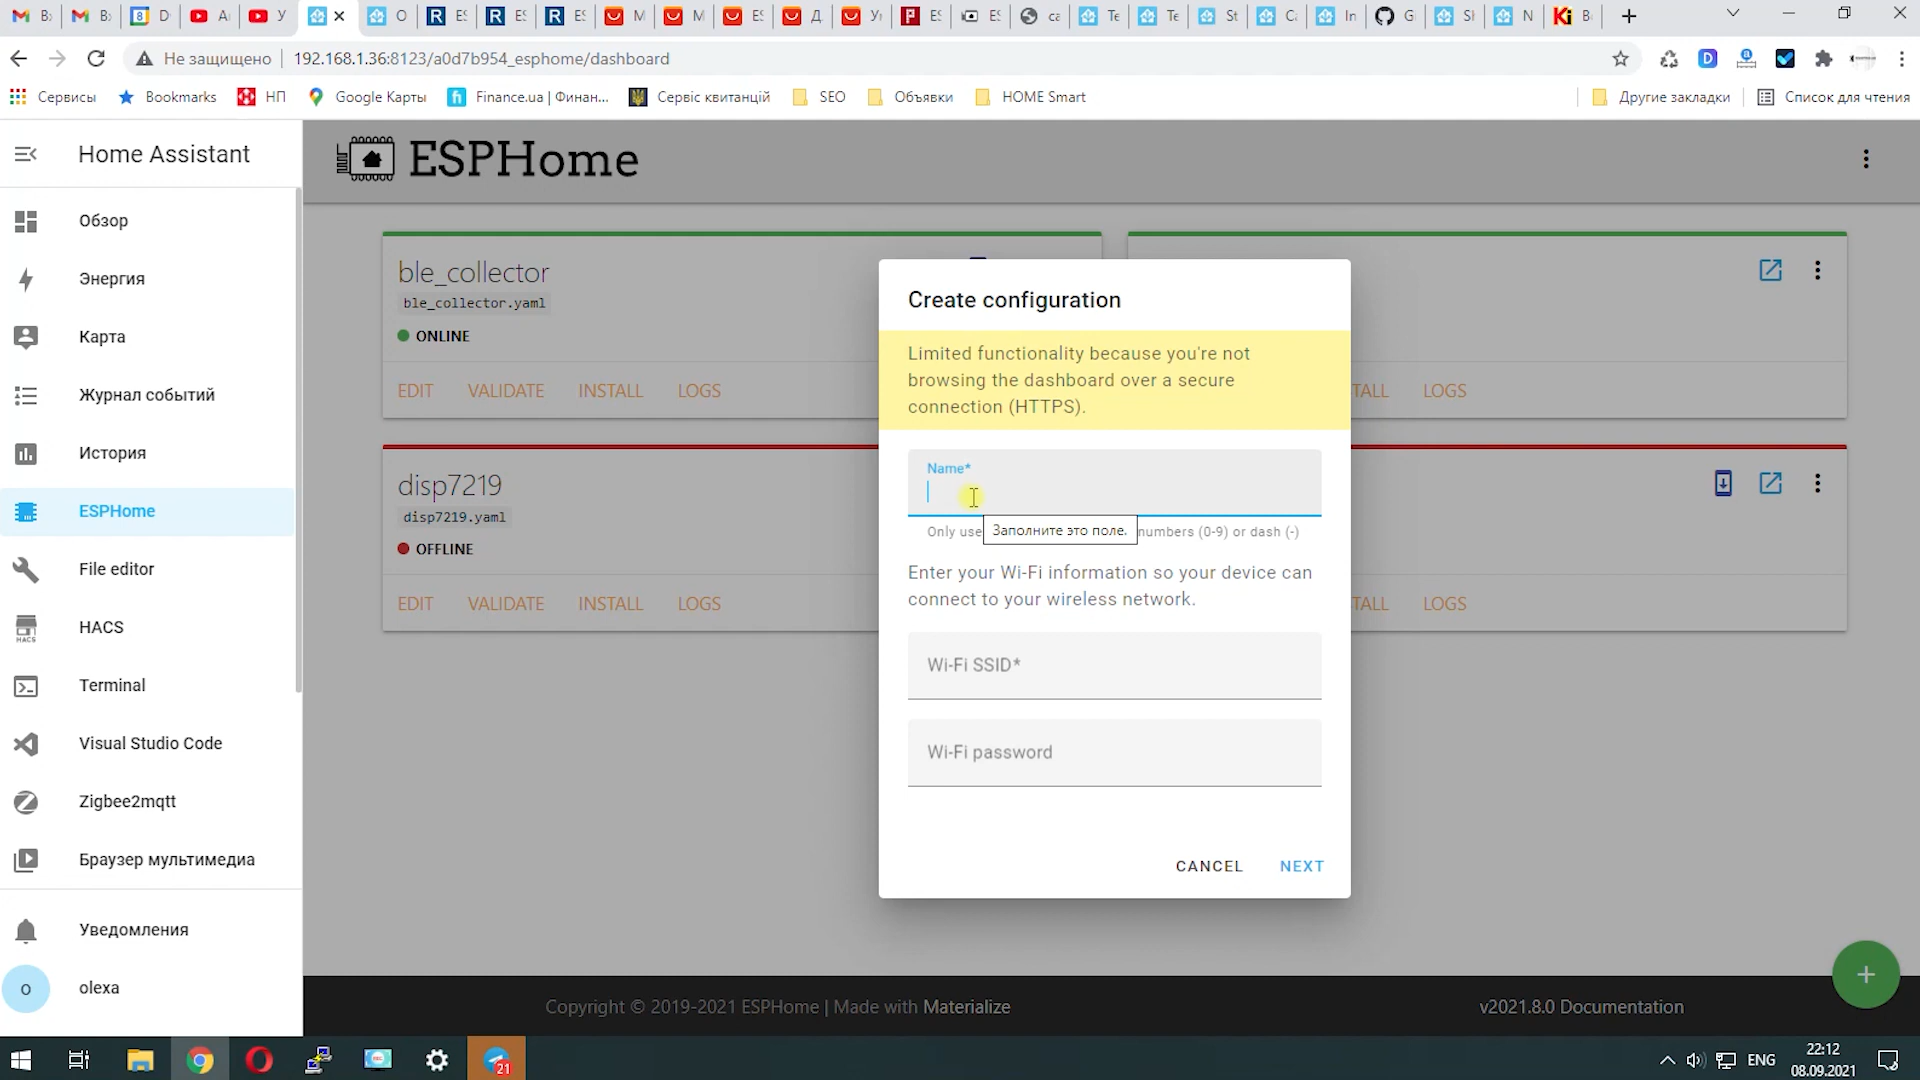 Не защищено
192.168.1.36:8123/a0d7b954_esphome/dashboard
Сервисы
Bookmarks
НП
Google Карты
Finance.ua | Финан...
Сервіс квитанцій
SEO
Объявки
HOME Smart
Другие закладки
Список для чтения
Home Assistant
Обзор
Энергия
Карта
Журнал событий
История
ESPHome
File editor
HACS
Terminal
Visual Studio Code
Zigbee2mqtt
Браузер мультимедиа
Уведомления
olexa
ESPHome
ble_collector
ble_collector.yaml
ONLINE
EDIT VALIDATE INSTALL LOGS
LOGS
disp7219
disp7219.yaml
OFFLINE
EDIT VALIDATE INSTALL LOGS
LOGS
Create configuration
Limited functionality because you're not
browsing the dashboard over a secure
connection (HTTPS).
Name*
Only use numbers (0-9) or dash (-)
Заполните это поле.
Enter your Wi-Fi information so your device can
connect to your wireless network.
Wi-Fi SSID*
Wi-Fi password
CANCEL NEXT
Copyright © 2019-2021 ESPHome | Made with Materialize
v2021.8.0 Documentation
21
ENG
22:12
08.09.2021